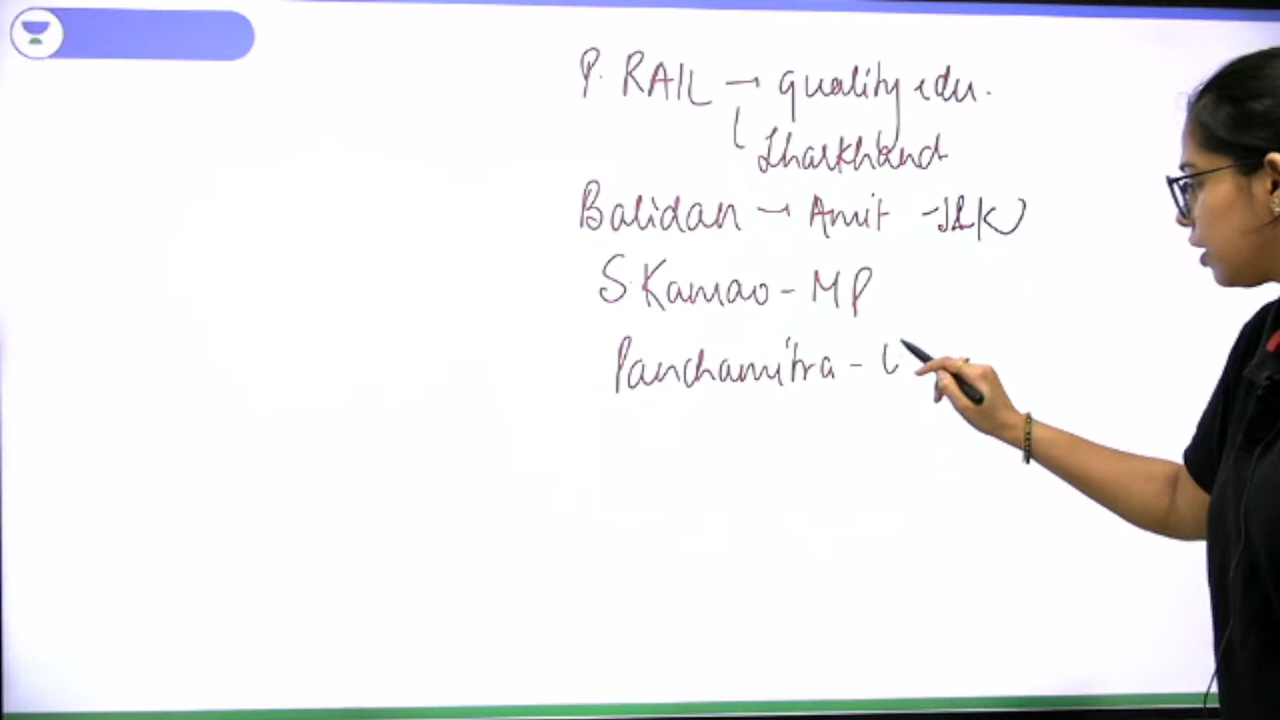 P. RAIL → quality edu.
Jharkhand
Balidan → Amit - J&K
S. Kamao - MP
Panchamitra - U